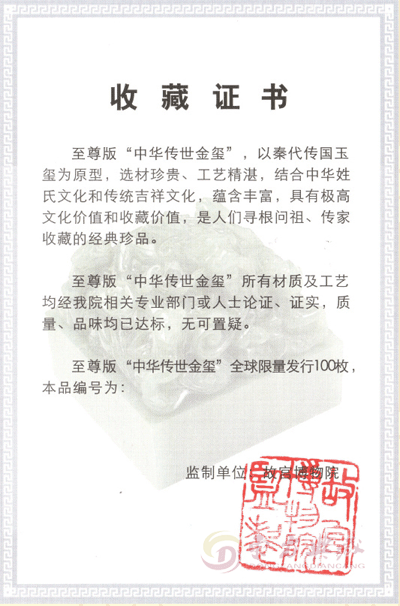 收藏证书
至尊版“中华传世金玺”，以秦代传国玉
玺为原型，选材珍贵、工艺精湛，结合中华姓
氏文化和传统吉祥文化，蕴含丰富，具有极高
文化价值和收藏价值，是人们寻根问祖、传家
收藏的经典珍品。
至尊版“中华传世金玺”所有材质及工艺
均经我院相关专业部门或人士论证、证实，质
量、品味均已达标，无可置疑。
至尊版“中华传世金玺”全球限量发行100枚，
本品编号为：
监制单位：故宫博物院
故宫
博物院
监制